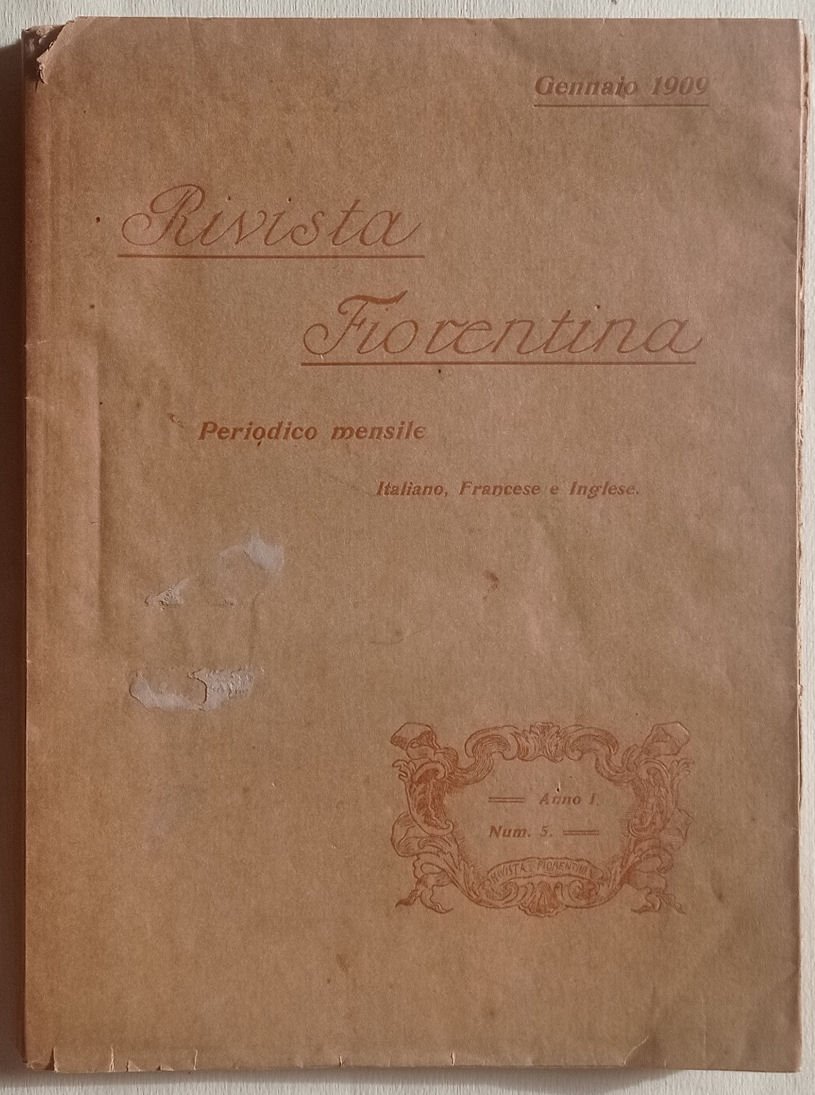 Gennaio 1909
Rivista
Fiorentina
Periodico mensile
Italiano, Francese e Inglese.
Anno I.
Num. 5.
RIVISTA FIORENTINA